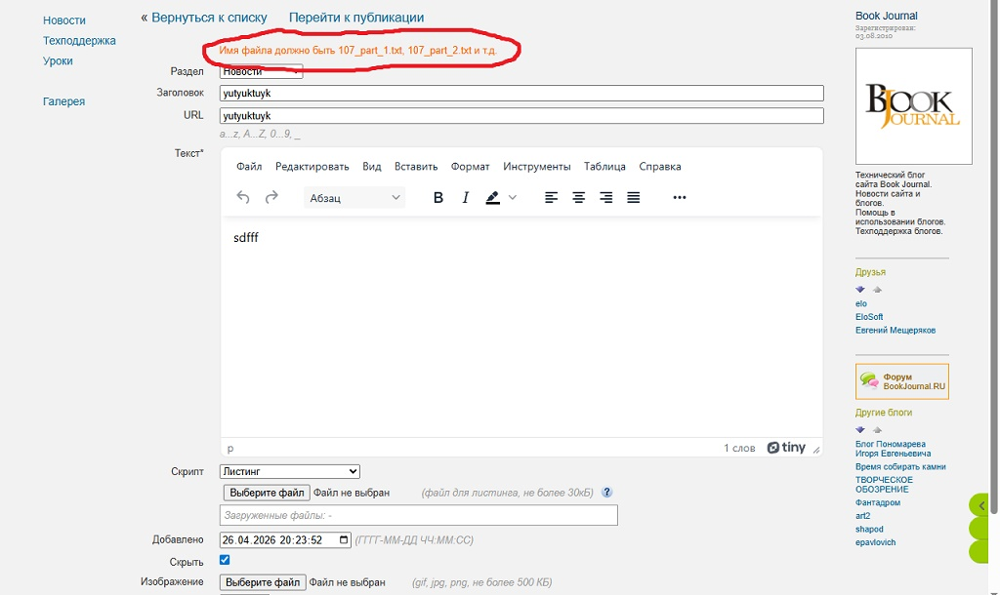 Новости
Техподдержка
Уроки
Галерея
« Вернуться к списку Перейти к публикации
Имя файла должно быть 107_part_1.txt, 107_part_2.txt и т.д.
Раздел Новости
Заголовок yutyuktuyk
URL yutyuktuyk
a...z, A...Z, 0...9, _
Текст*
Файл Редактировать Вид Вставить Формат Инструменты Таблица Справка
Абзац B I
sdfff
p 1 слов tiny
Скрипт Листинг
Выберите файл Файл не выбран (файл для листинга, не более 30кБ) ?
Загруженные файлы: -
Добавлено 26.04.2026 20:23:52 (ГГГГ-ММ-ДД ЧЧ:ММ:СС)
Скрыть
Изображение Выберите файл Файл не выбран (gif, jpg, png, не более 500 КБ)
Book Journal
Зарегистрирован:
03.08.2010
BOOK
JOURNAL
Технический блог
сайта Book Journal.
Новости сайта и
блогов.
Помощь в
использовании блогов.
Техподдержка блогов.
Друзья
elo
EloSoft
Евгений Мещеряков
Форум
BookJournal.RU
Другие блоги
Блог Пономарева
Игоря Евгеньевича
Время собирать камни
ТВОРЧЕСКОЕ
ОБОЗРЕНИЕ
Фантадром
art2
shapod
epavlovich